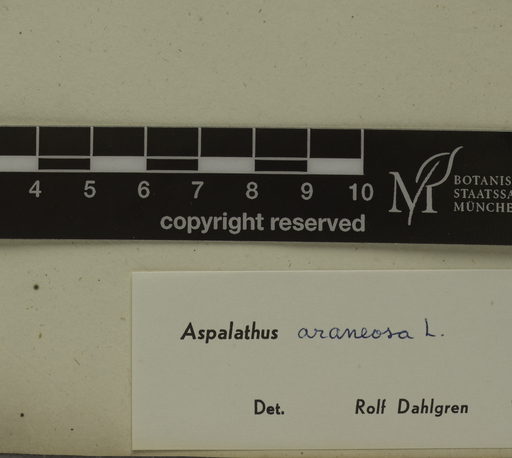 4 5 6 7 8 9 10
copyright reserved
M
BOTANIS
STAATSSA
MÜNCHE
Aspalathus araneosa L.
Det. Rolf Dahlgren